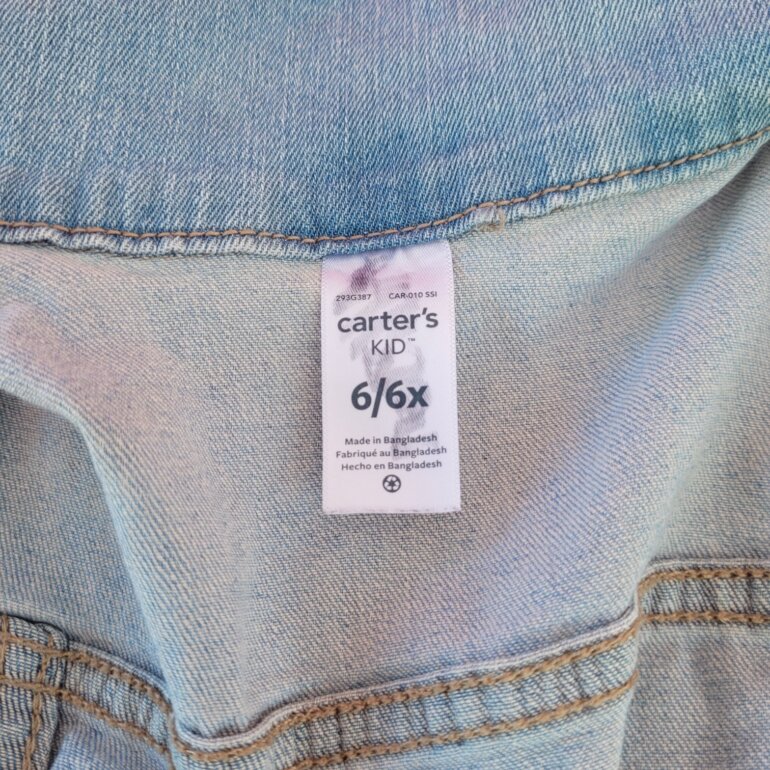 293G387 CAR-010 SSI
carter's
KID™
6/6x
Made in Bangladesh
Fabriqué au Bangladesh
Hecho en Bangladesh